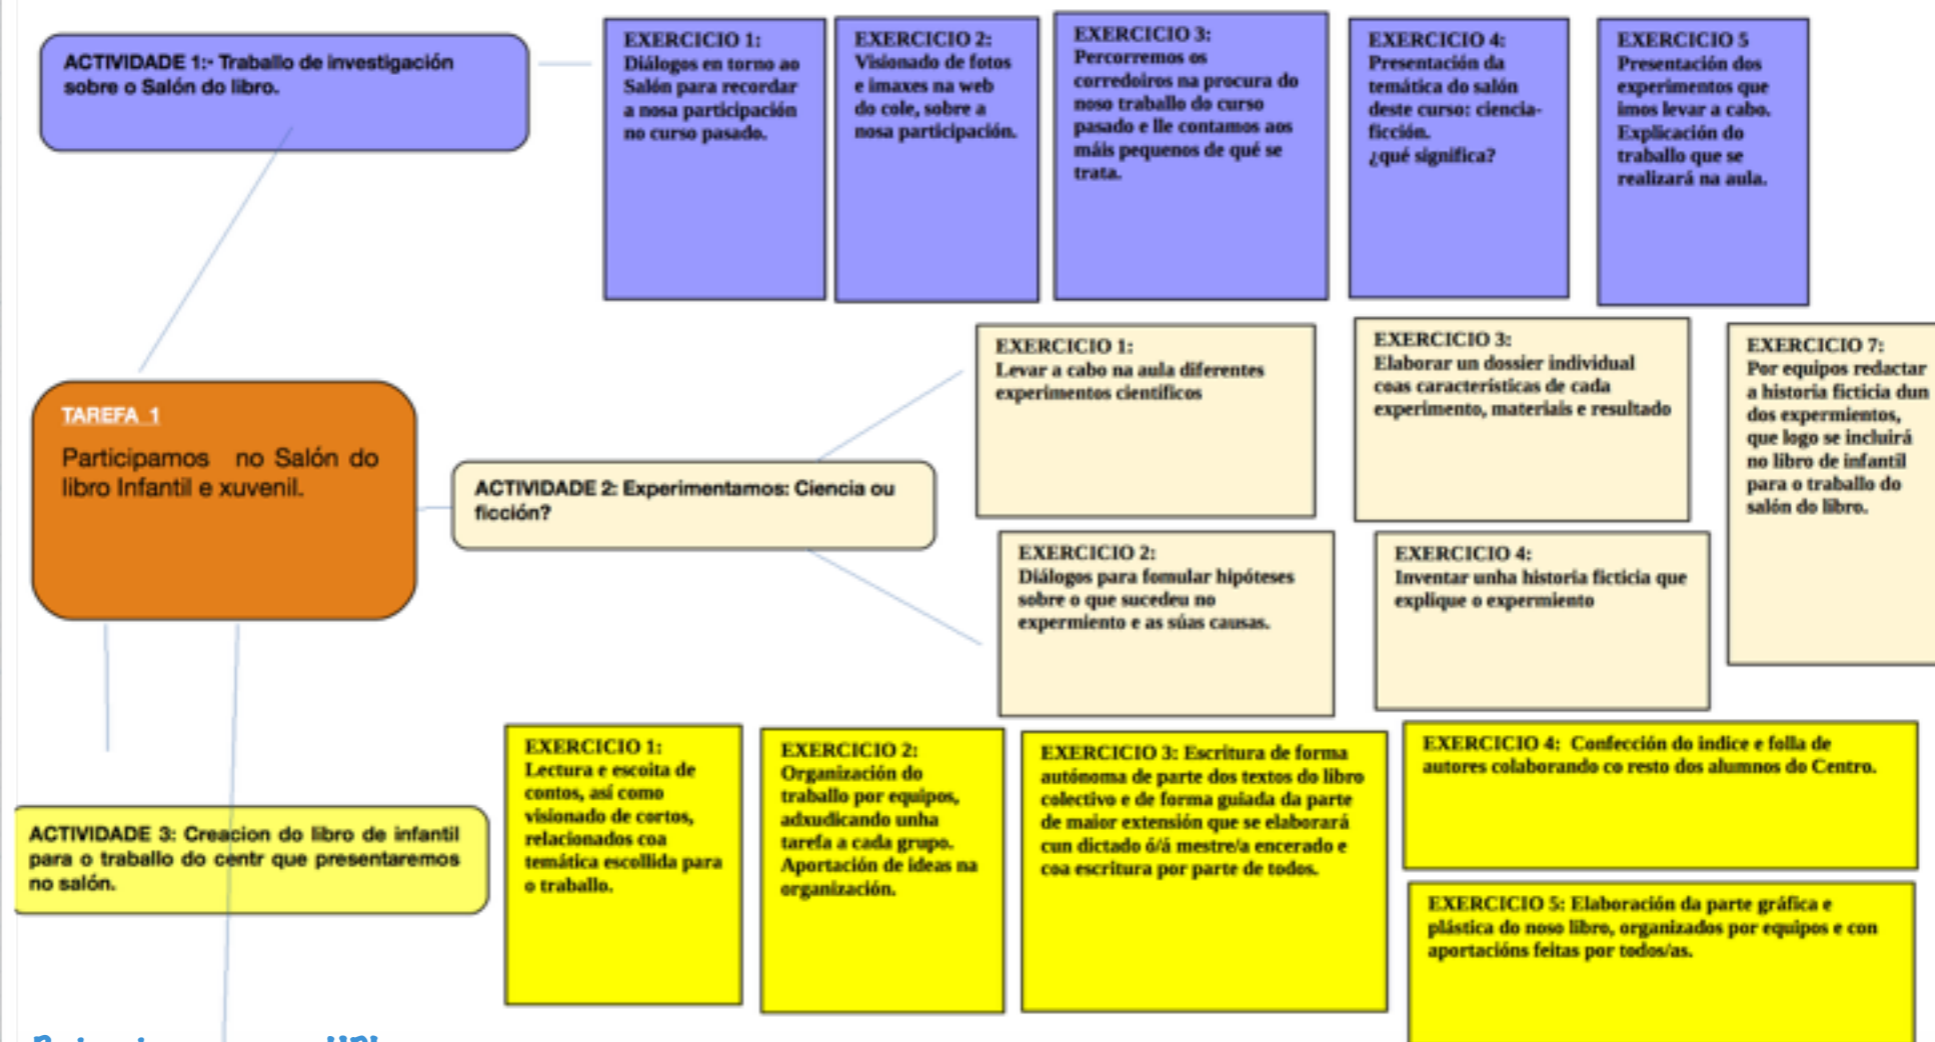 ACTIVIDADE 1:- Traballo de investigación
sobre o Salón do libro.
EXERCICIO 1:
Diálogos en torno ao
Salón para recordar
a nosa participación
no curso pasado.
EXERCICIO 2:
Visionado de fotos
e imaxes na web
do cole, sobre a
nosa participación.
EXERCICIO 3:
Percorremos os
corredoiros na procura do
noso traballo do curso
pasado e lle contamos aos
máis pequenos de qué se
trata.
EXERCICIO 4:
Presentación da
temática do salón
deste curso: ciencia-
ficción.
¿qué significa?
EXERCICIO 5
Presentación dos
experimentos que
imos levar a cabo.
Explicación do
traballo que se
realizará na aula.
TAREFA 1
Participamos no Salón do
libro Infantil e xuvenil.
ACTIVIDADE 2: Experimentamos: Ciencia ou
ficción?
EXERCICIO 1:
Levar a cabo na aula diferentes
experimentos científicos
EXERCICIO 2:
Diálogos para fomular hipóteses
sobre o que sucedeu no
expermiento e as súas causas.
EXERCICIO 3:
Elaborar un dossier individual
coas características de cada
experimento, materiais e resultado
EXERCICIO 4:
Inventar unha historia ficticia que
explique o expermiento
EXERCICIO 7:
Por equipos redactar
a historia ficticia dun
dos expermientos,
que logo se incluirá
no libro de infantil
para o traballo do
salón do libro.
ACTIVIDADE 3: Creacion do libro de infantil
para o traballo do centr que presentaremos
no salón.
EXERCICIO 1:
Lectura e escoita de
contos, así como
visionado de cortos,
relacionados coa
temática escollida para
o traballo.
EXERCICIO 2:
Organización do
traballo por equipos,
adxudicando unha
tarefa a cada grupo.
Aportación de ideas na
organización.
EXERCICIO 3: Escritura de forma
autónoma de parte dos textos do libro
colectivo e de forma guiada da parte
de maior extensión que se elaborará
cun dictado ó/á mestre/a encerado e
coa escritura por parte de todos.
EXERCICIO 4: Confección do indice e folla de
autores colaborando co resto dos alumnos do Centro.
EXERCICIO 5: Elaboración da parte gráfica e
plástica do noso libro, organizados por equipos e con
aportacións feitas por todos/as.